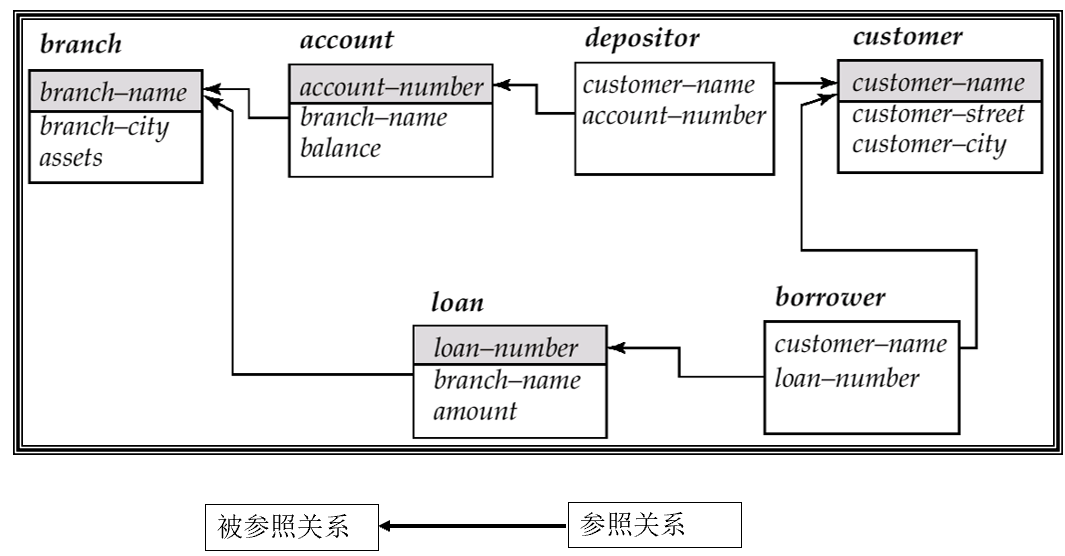 branch
branch–name
branch–city
assets
account
account–number
branch–name
balance
depositor
customer–name
account–number
customer
customer–name
customer–street
customer–city
loan
loan–number
branch–name
amount
borrower
customer–name
loan–number
被参照关系
参照关系